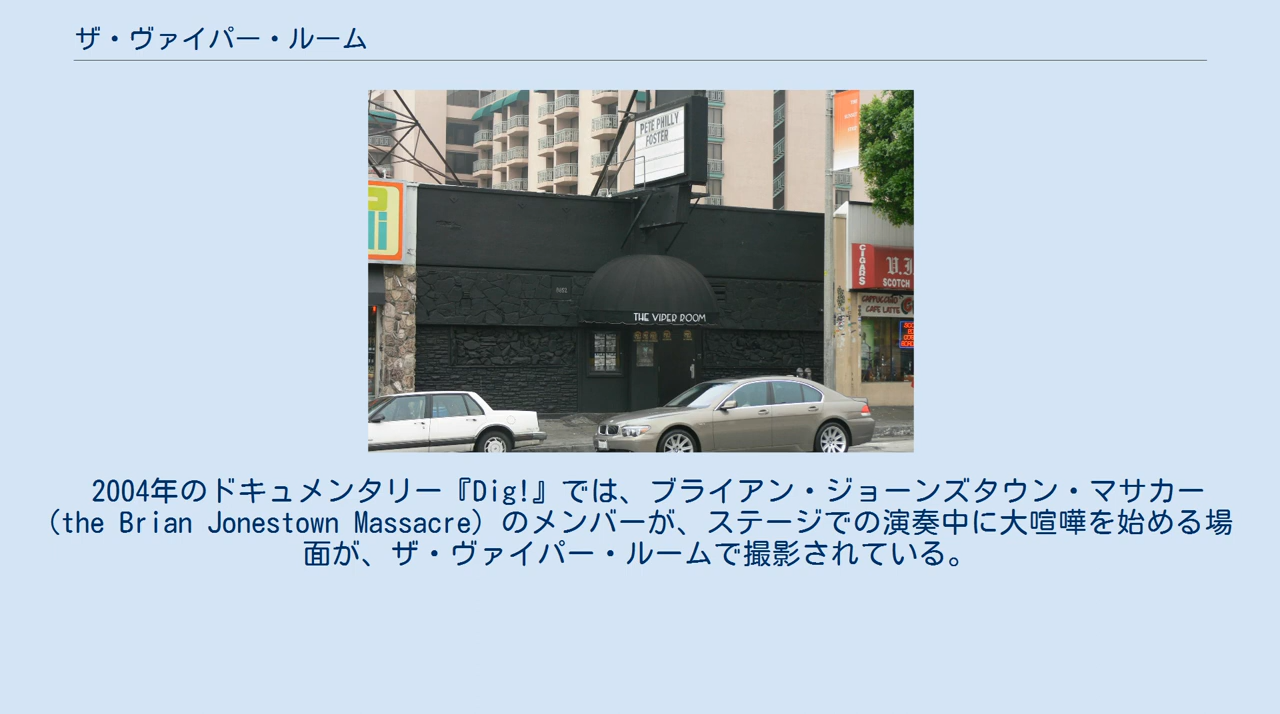 ザ・ヴァイパー・ルーム
PETE PHILLY
FOSTER
CIGARS
SCOTCH
CAPPUCCINO
CAFE LATTE
THE VIPER ROOM
2004年のドキュメンタリー『Dig!』では、ブライアン・ジョーンズタウン・マサカー
（the Brian Jonestown Massacre）のメンバーが、ステージでの演奏中に大喧嘩を始める場
面が、ザ・ヴァイパー・ルームで撮影されている。